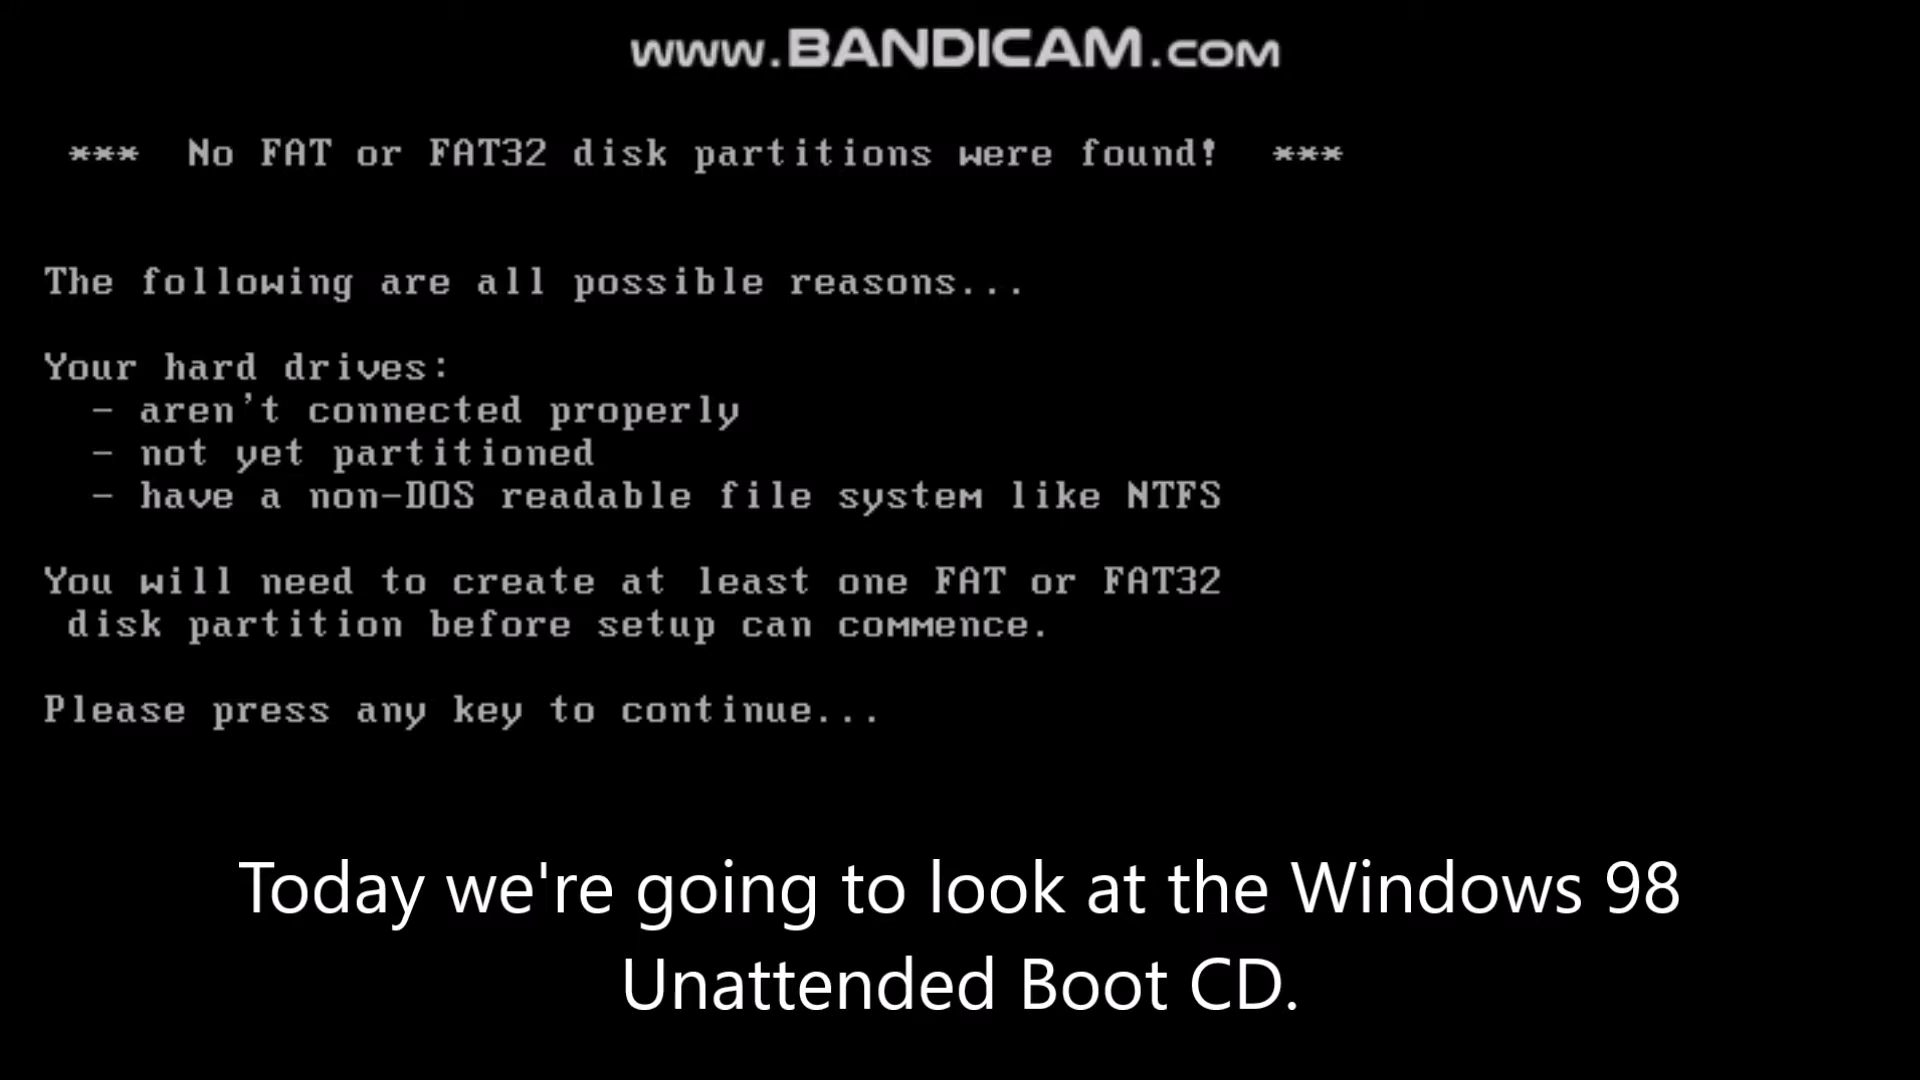 www.BANDICAM.com
*** No FAT or FAT32 disk partitions were found! ***
The following are all possible reasons...
Your hard drives:
- aren't connected properly
- not yet partitioned
- have a non-DOS readable file system like NTFS
You will need to create at least one FAT or FAT32
disk partition before setup can commence.
Please press any key to continue...
Today we're going to look at the Windows 98
Unattended Boot CD.